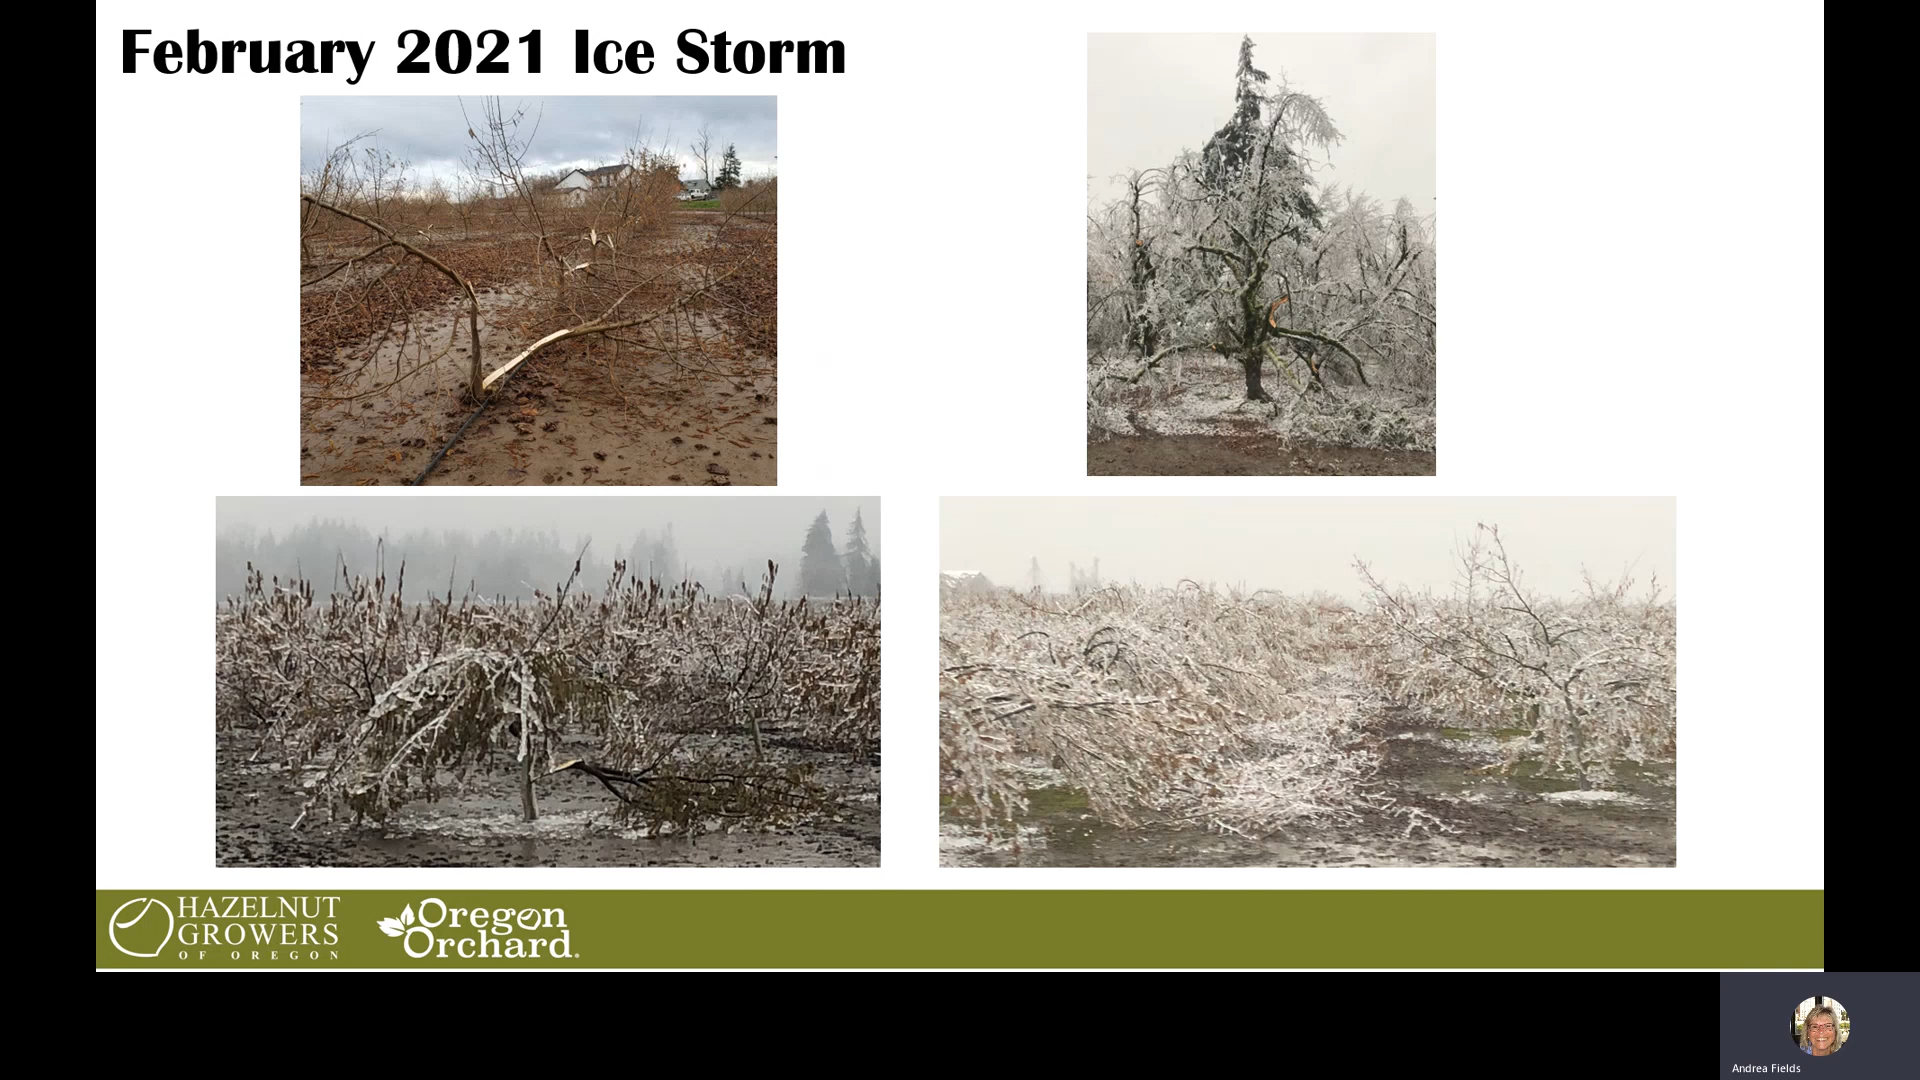 February 2021 Ice Storm
HAZELNUT
GROWERS
OF OREGON
Oregon
Orchard®
Andrea Fields